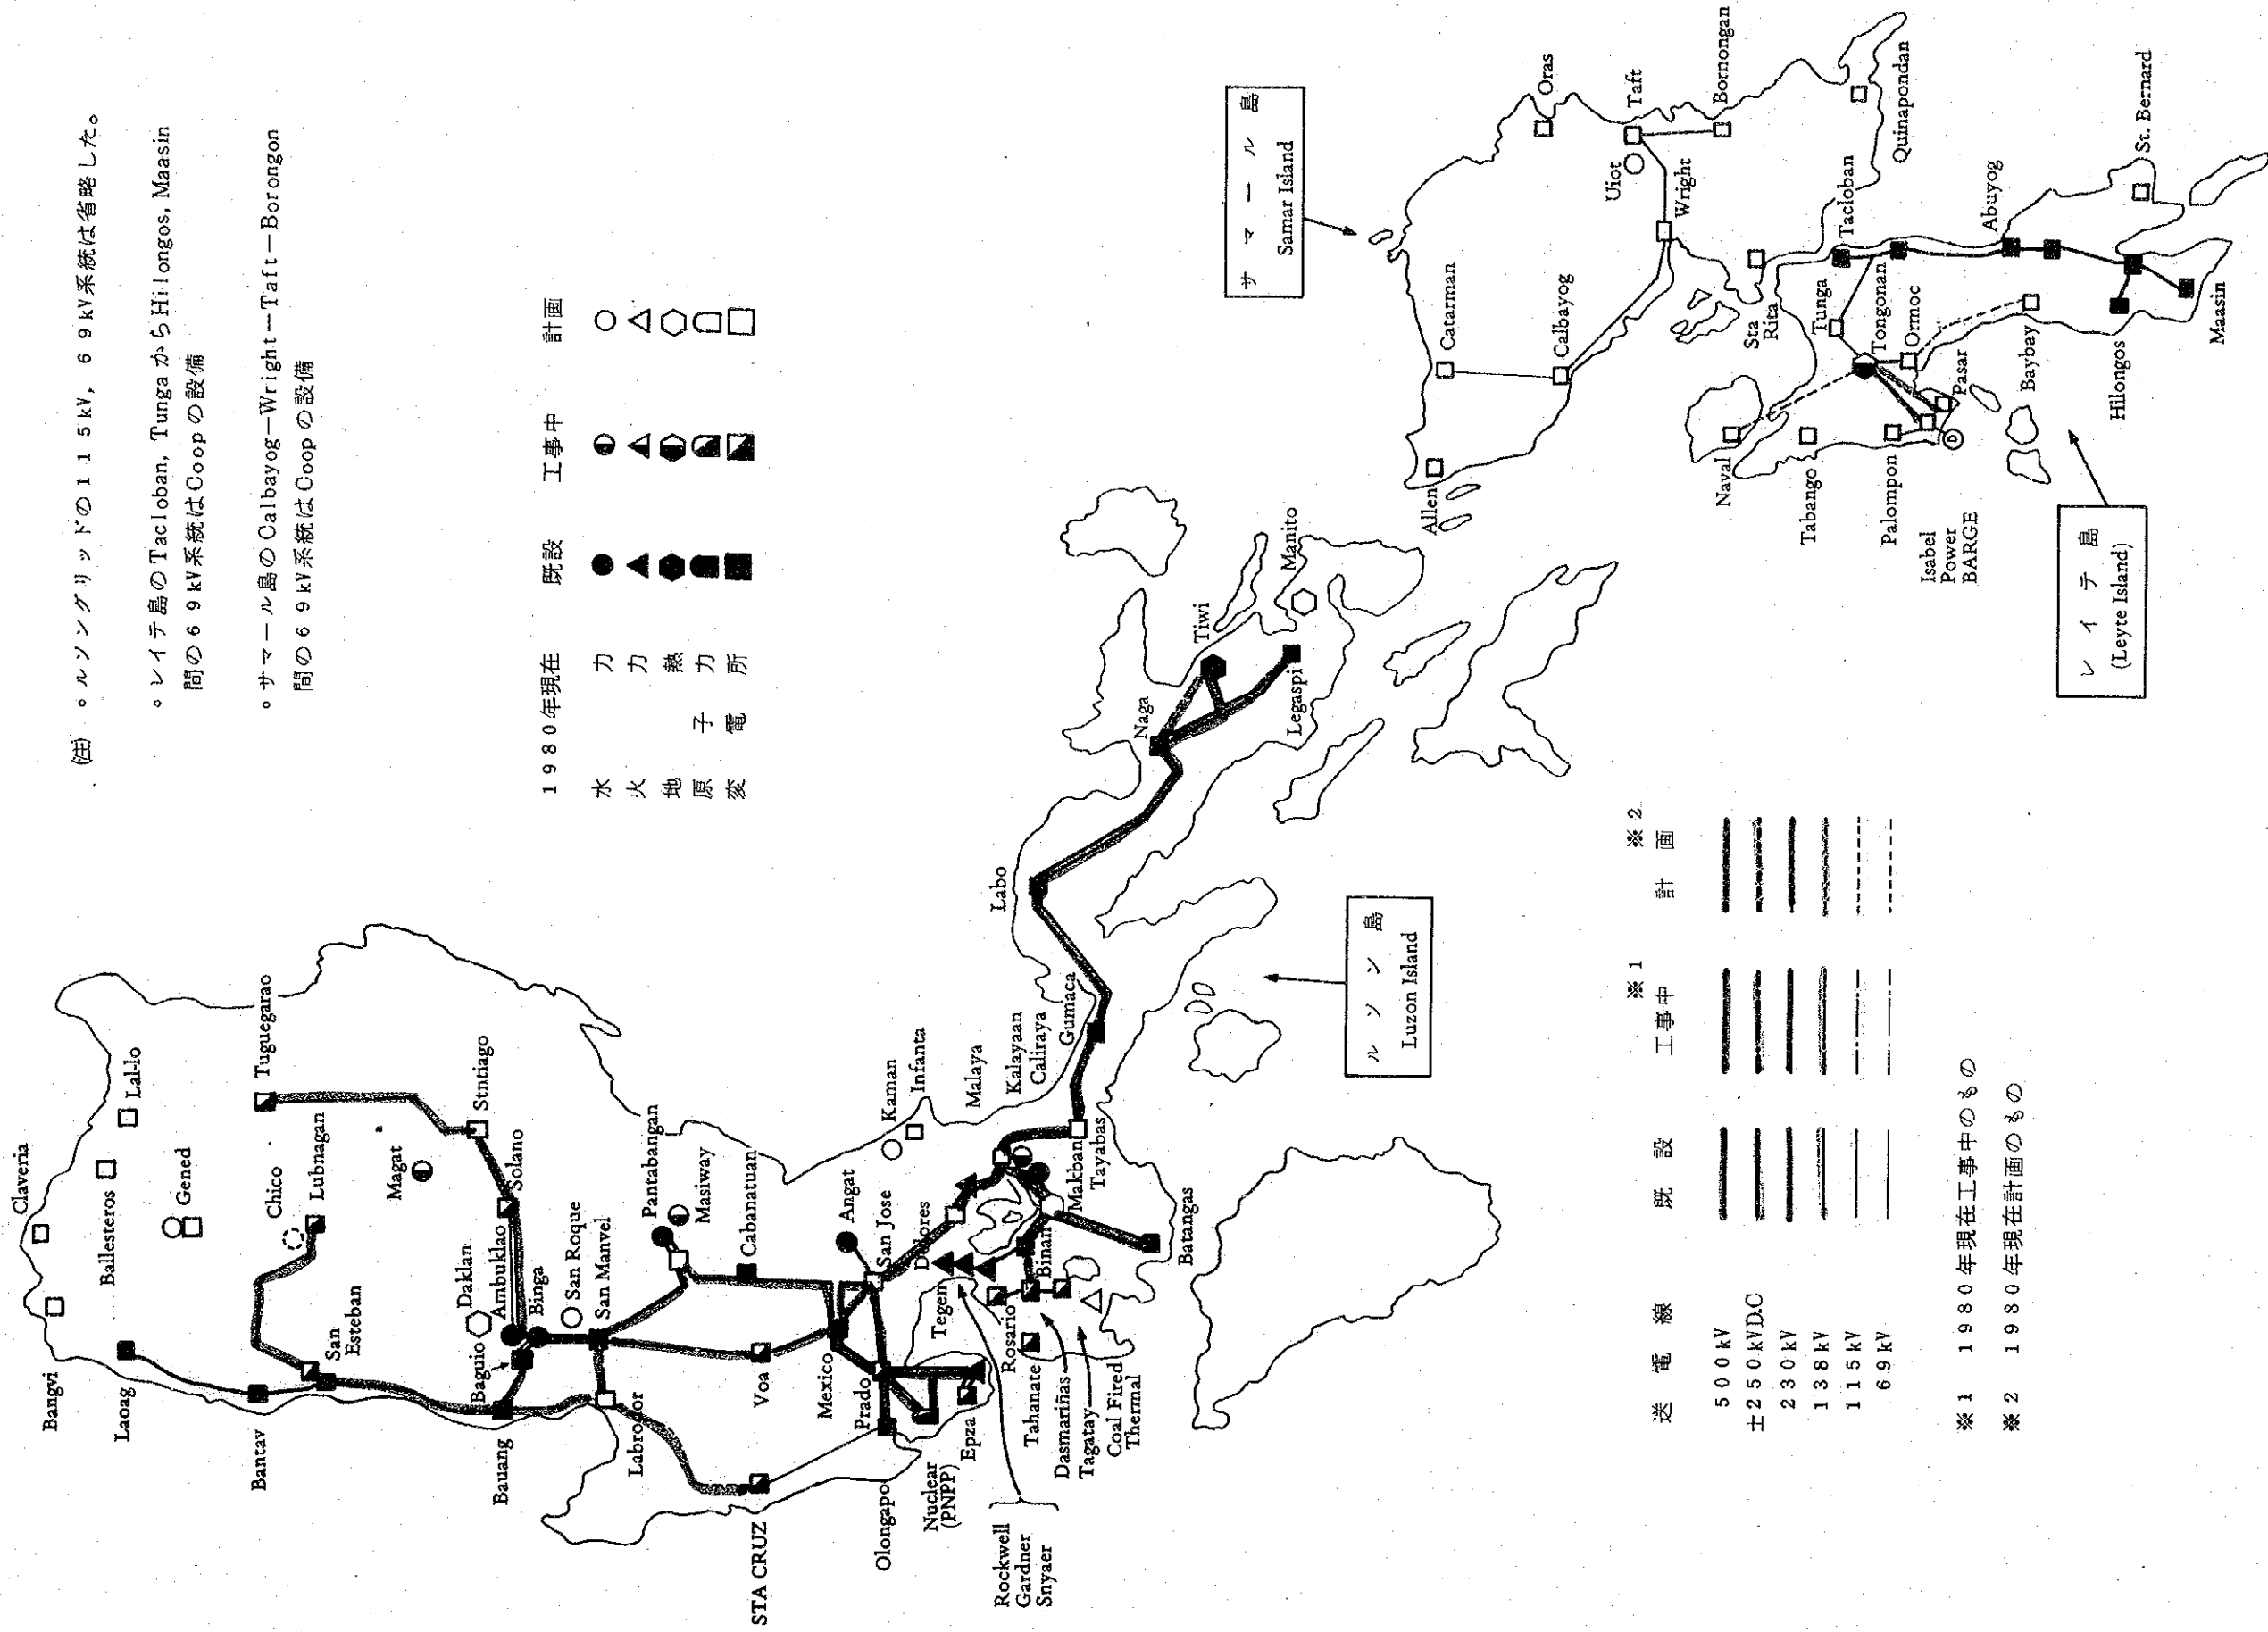 (注) ◦ ルソングリッドの115kV, 69kV系統は省略した。
◦ レイテ島のTacloban, TungaからHilongos, Maasin
間の69kV系統はCoopの設備
◦ サマール島のCalbayog−Wright−Taft−Borongon
間の69kV系統はCoopの設備
1980年現在 既設 工事中 計画
水力
火力
地熱
原子力
変電所
Claveria
Bangvi
Ballesteros
Lal-lo
Laoag
Gened
Tuguegarao
Chico
Lubnagan
Bantav
San
Esteban
Magat
Stntiago
Solano
Daklan
Ambuklao
Baguio
Binga
Bauang
San Roque
San Manvel
Labrodor
Pantabangan
Masiway
Cabanatuan
Voa
STA CRUZ
Mexico
Angat
San Jose
Prado
Olongapo
Kaman
Infanta
Dolores
Tegen
Malaya
Nuclear
(PNPP)
Epza
Kalayaan
Caliraya
Rosario
Binan
Makban
Tayabas
Gumaca
Tahanate
Dasmariñas
Tagatay
Coal Fired
Thermal
Batangas
Rockwell
Gardner
Snyaer
Labo
Naga
Tiwi
Legaspi
Manito
ルソン島
Luzon Island
サマール島
Samar Island
Allen
Catarman
Calbayog
Oras
Uiot
Taft
Wright
Bornongan
Quinapondan
Sta
Rita
Naval
Tabango
Tunga
Tacloban
Tongonan
Ormoc
Palompon
Pasar
Isabel
Power
BARGE
Abuyog
Baybay
Hilongos
St. Bernard
Maasin
レイテ島
(Leyte Island)
※1 ※2
送電線 既設 工事中 計画
500kV
±250kVD.C
230kV
138kV
115kV
69kV
※1 1980年現在工事中のもの
※2 1980年現在計画のもの